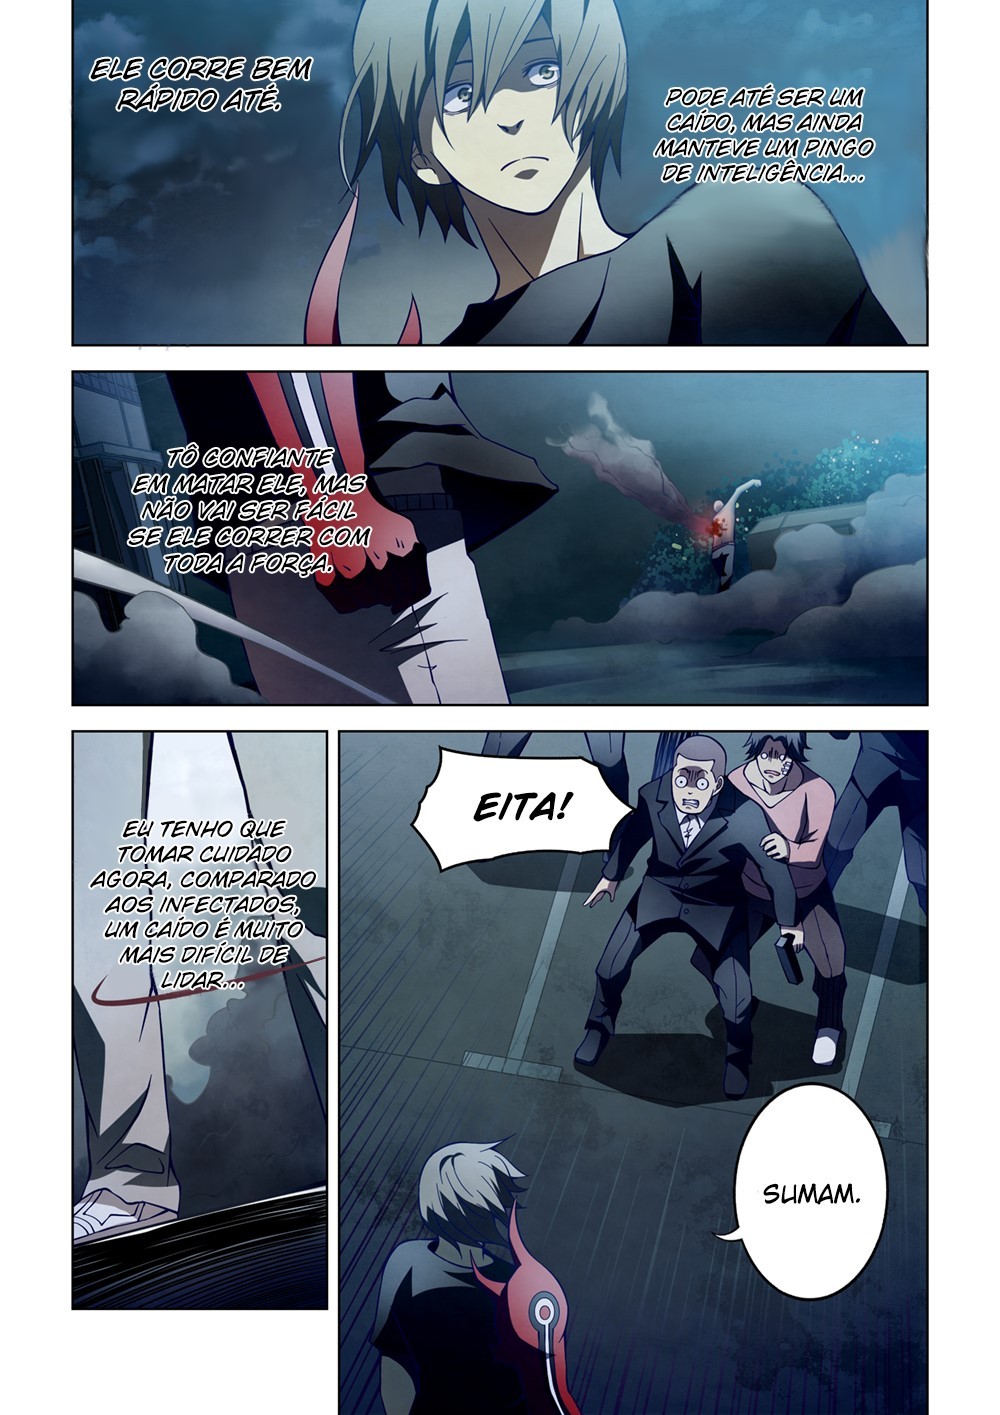 ELE CORRE BEM
RÁPIDO ATÉ.
PODE ATÉ SER UM
CAÍDO, MAS AINDA
MANTEVE UM PINGO
DE INTELIGÊNCIA...
TÔ CONFIANTE
EM MATAR ELE, MAS
NÃO VAI SER FÁCIL
SE ELE CORRER COM
TODA A FORÇA.
EU TENHO QUE
TOMAR CUIDADO
AGORA, COMPARADO
AOS INFECTADOS,
UM CAÍDO É MUITO
MAIS DIFÍCIL DE
LIDAR...
EITA!
SUMAM.